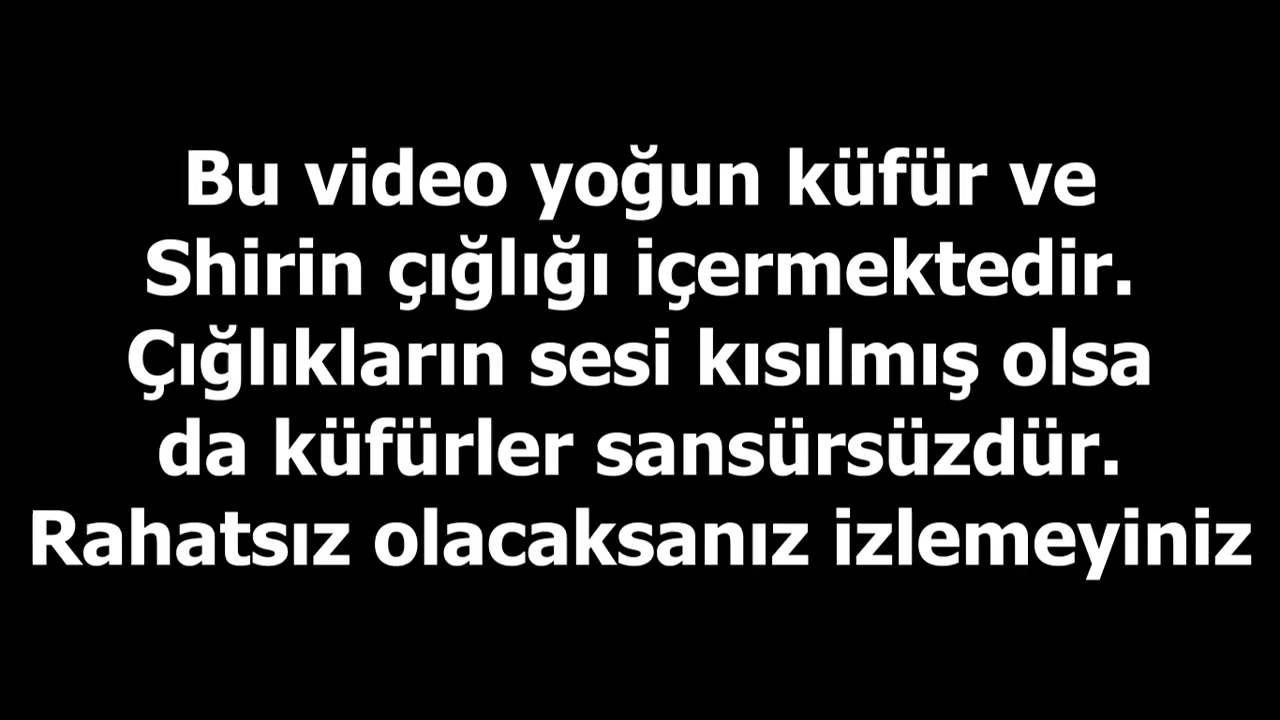 Bu video yoğun küfür ve
Shirin çığlığı içermektedir.
Çığlıkların sesi kısılmış olsa
da küfürler sansürsüzdür.
Rahatsız olacaksanız izlemeyiniz